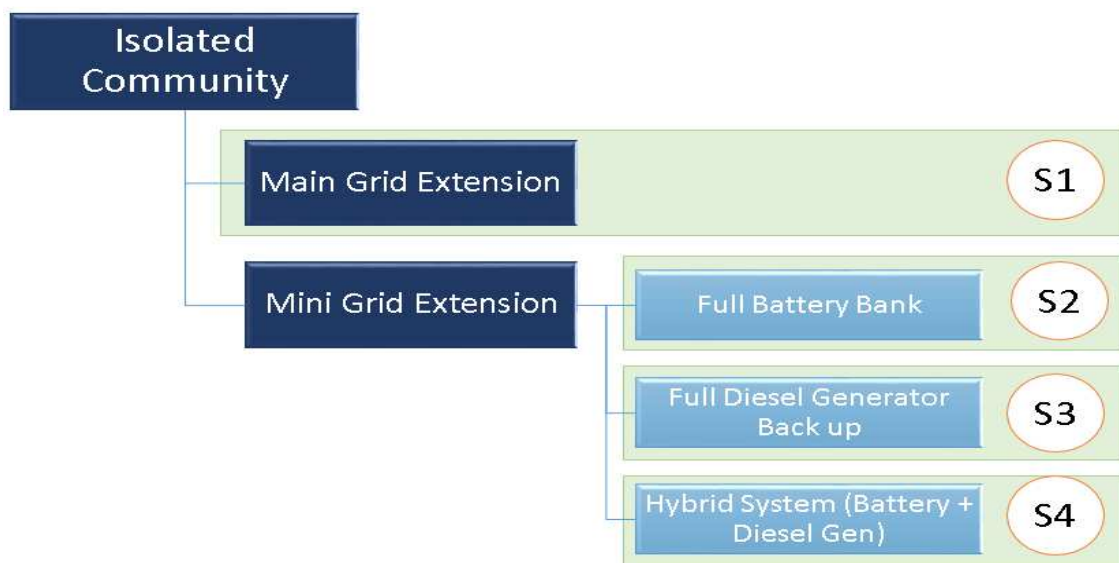 Isolated
Community
Main Grid Extension
S1
Mini Grid Extension
Full Battery Bank
S2
Full Diesel Generator
Back up
S3
Hybrid System (Battery +
Diesel Gen)
S4